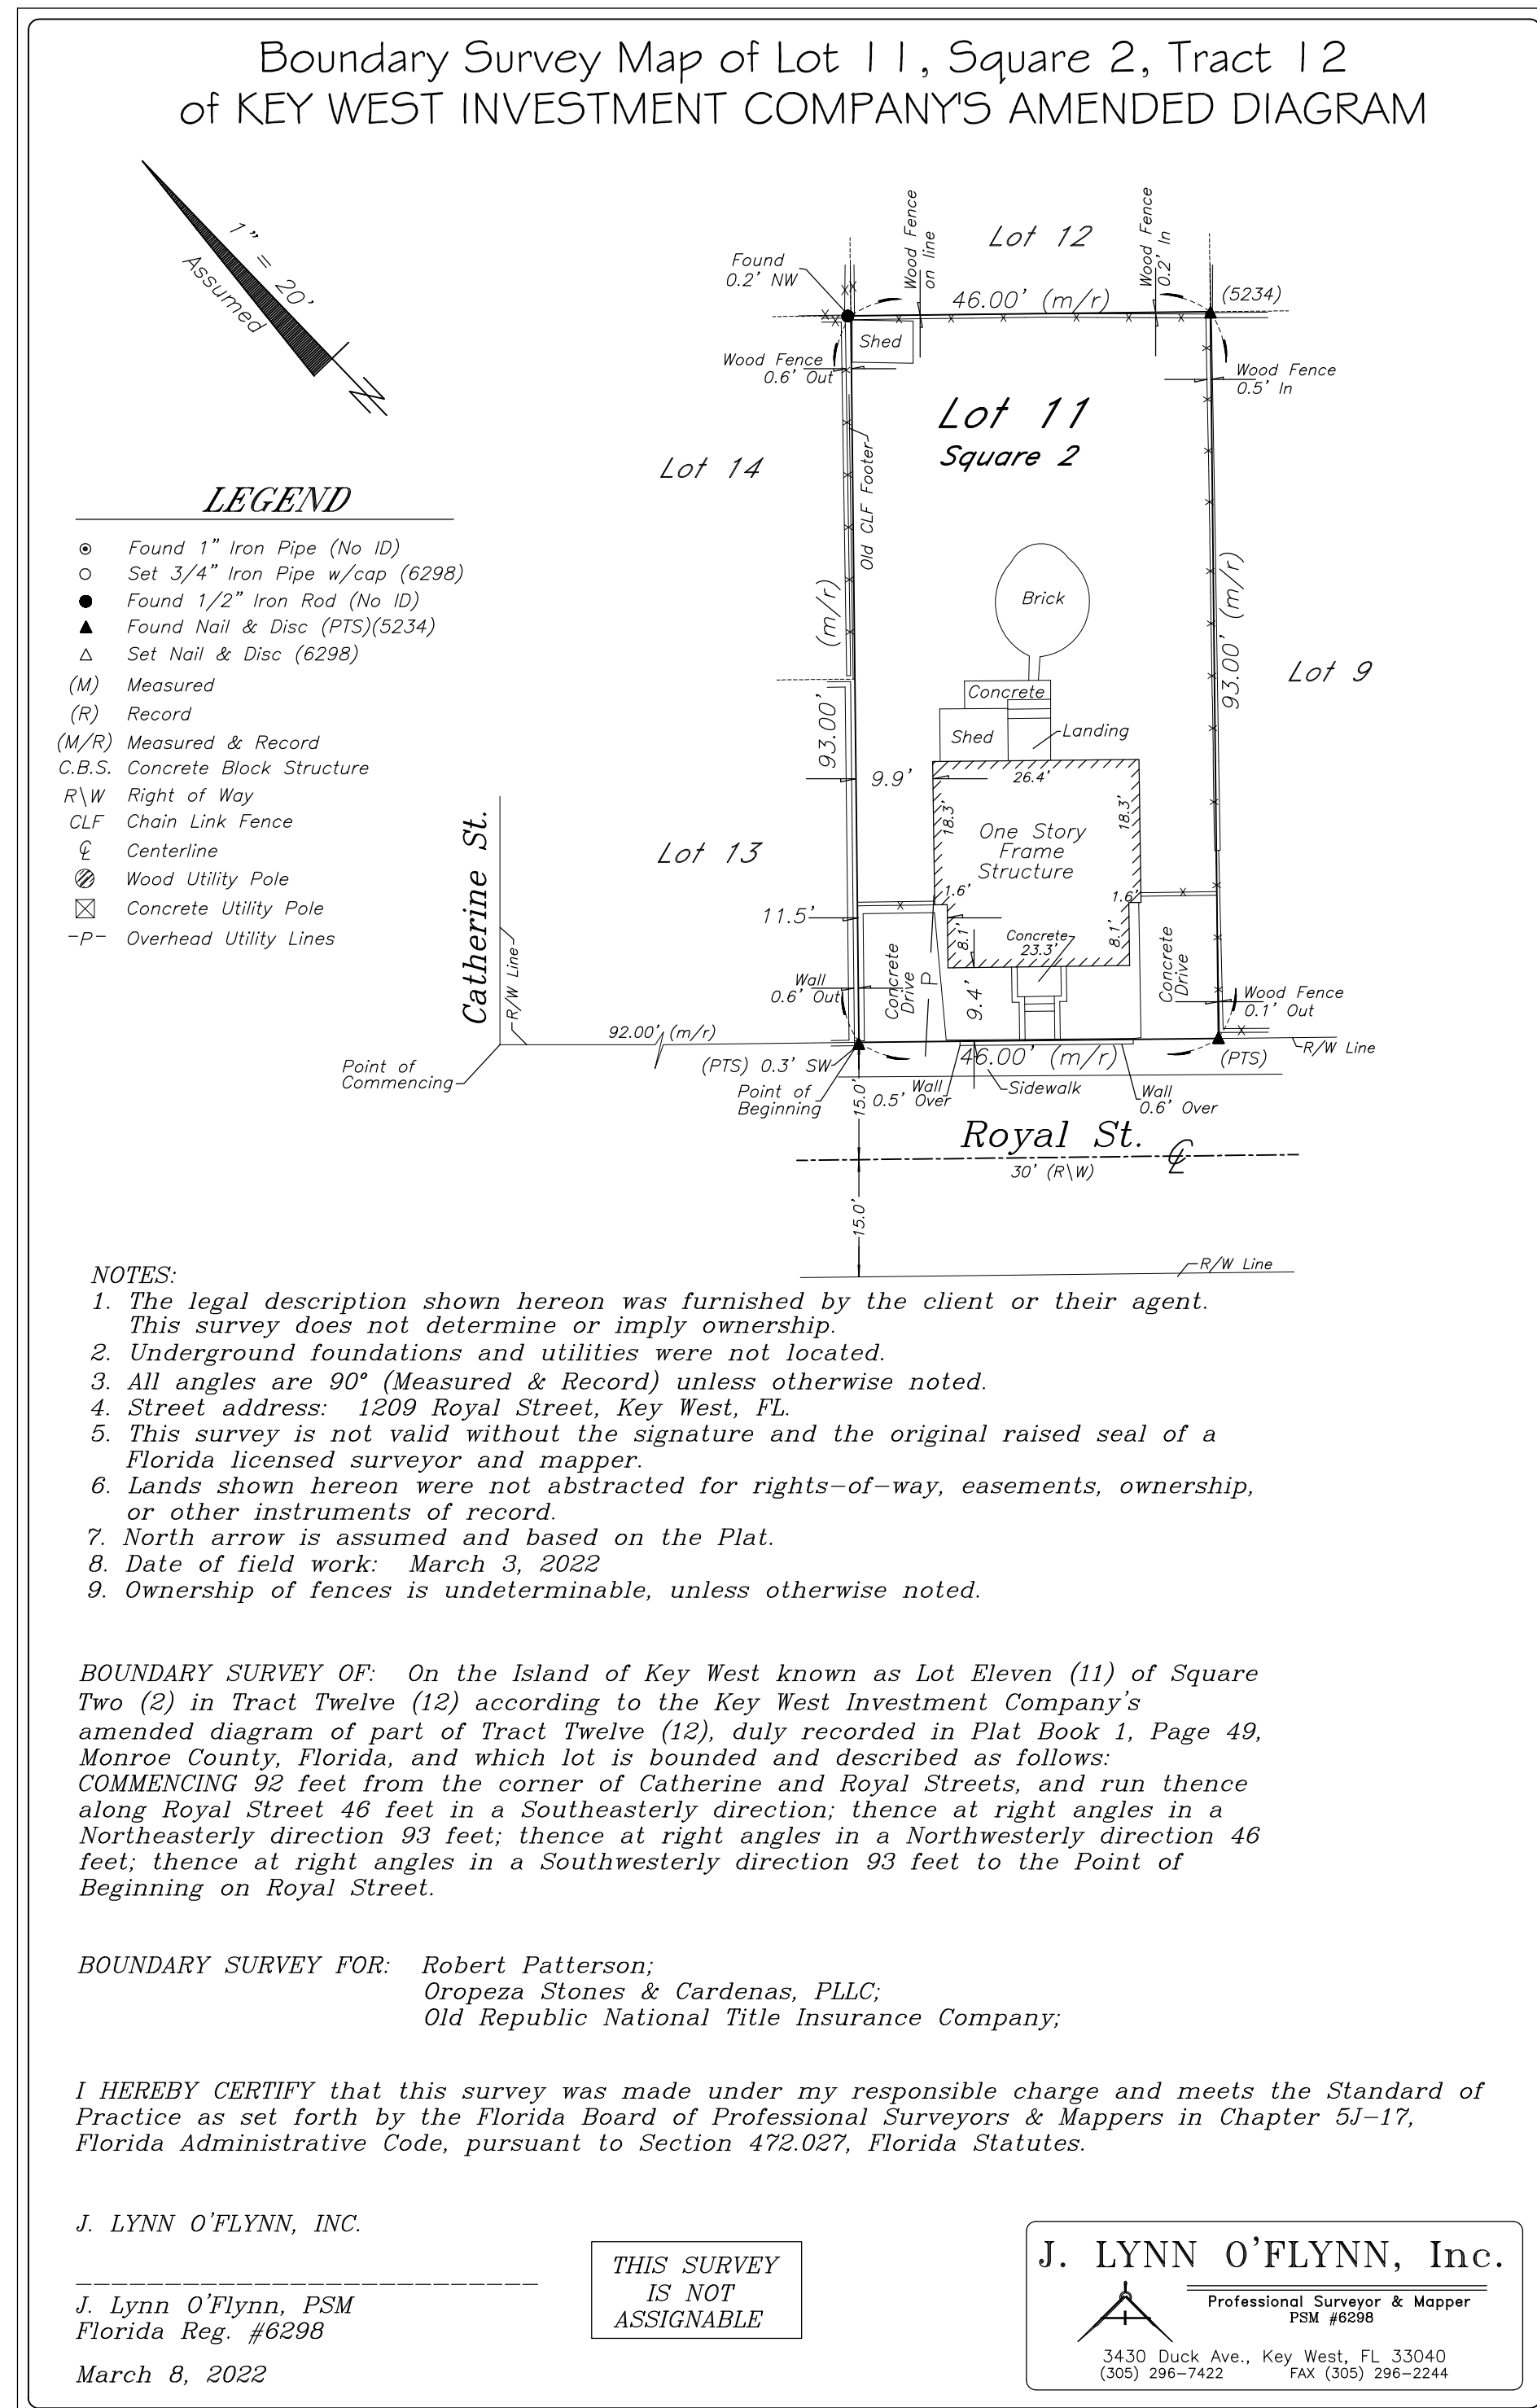 Boundary Survey Map of Lot 11, Square 2, Tract 12
of KEY WEST INVESTMENT COMPANY'S AMENDED DIAGRAM
1" = 20'
Assumed
N
Found
0.2' NW
Wood Fence
on line
Lot 12
Wood Fence
0.2' In
46.00' (m/r)
(5234)
Shed
Wood Fence
0.6' Out
Wood Fence
0.5' In
Lot 11
Square 2
Lot 14
Old CLF Footer
Brick
93.00' (m/r)
93.00' (m/r)
Lot 9
Concrete
Shed
Landing
9.9'
26.4'
18.3'
18.3'
One Story
Frame
Structure
Lot 13
1.6'
1.6'
11.5'
8.1'
8.1'
Concrete
23.3'
Concrete
Drive
P
9.4'
Concrete
Drive
Wall
0.6' Out
Wood Fence
0.1' Out
Catherine St.
R/W Line
92.00' (m/r)
Point of
Commencing
(PTS) 0.3' SW
46.00' (m/r)
(PTS)
R/W Line
Point of
Beginning
15.0'
Wall
0.5' Over
Sidewalk
Wall
0.6' Over
Royal St.
℄
30' (R\W)
15.0'
R/W Line
LEGEND
Found 1" Iron Pipe (No ID)
Set 3/4" Iron Pipe w/cap (6298)
Found 1/2" Iron Rod (No ID)
Found Nail & Disc (PTS)(5234)
Set Nail & Disc (6298)
(M) Measured
(R) Record
(M/R) Measured & Record
C.B.S. Concrete Block Structure
R\W Right of Way
CLF Chain Link Fence
℄ Centerline
Wood Utility Pole
Concrete Utility Pole
-P- Overhead Utility Lines
NOTES:
1. The legal description shown hereon was furnished by the client or their agent.
This survey does not determine or imply ownership.
2. Underground foundations and utilities were not located.
3. All angles are 90° (Measured & Record) unless otherwise noted.
4. Street address: 1209 Royal Street, Key West, FL.
5. This survey is not valid without the signature and the original raised seal of a
Florida licensed surveyor and mapper.
6. Lands shown hereon were not abstracted for rights-of-way, easements, ownership,
or other instruments of record.
7. North arrow is assumed and based on the Plat.
8. Date of field work: March 3, 2022
9. Ownership of fences is undeterminable, unless otherwise noted.
BOUNDARY SURVEY OF: On the Island of Key West known as Lot Eleven (11) of Square
Two (2) in Tract Twelve (12) according to the Key West Investment Company's
amended diagram of part of Tract Twelve (12), duly recorded in Plat Book 1, Page 49,
Monroe County, Florida, and which lot is bounded and described as follows:
COMMENCING 92 feet from the corner of Catherine and Royal Streets, and run thence
along Royal Street 46 feet in a Southeasterly direction; thence at right angles in a
Northeasterly direction 93 feet; thence at right angles in a Northwesterly direction 46
feet; thence at right angles in a Southwesterly direction 93 feet to the Point of
Beginning on Royal Street.
BOUNDARY SURVEY FOR: Robert Patterson;
Oropeza Stones & Cardenas, PLLC;
Old Republic National Title Insurance Company;
I HEREBY CERTIFY that this survey was made under my responsible charge and meets the Standard of
Practice as set forth by the Florida Board of Professional Surveyors & Mappers in Chapter 5J-17,
Florida Administrative Code, pursuant to Section 472.027, Florida Statutes.
J. LYNN O'FLYNN, INC.
J. Lynn O'Flynn, PSM
Florida Reg. #6298
March 8, 2022
THIS SURVEY
IS NOT
ASSIGNABLE
J. LYNN O'FLYNN, Inc.
Professional Surveyor & Mapper
PSM #6298
3430 Duck Ave., Key West, FL 33040
(305) 296-7422 FAX (305) 296-2244